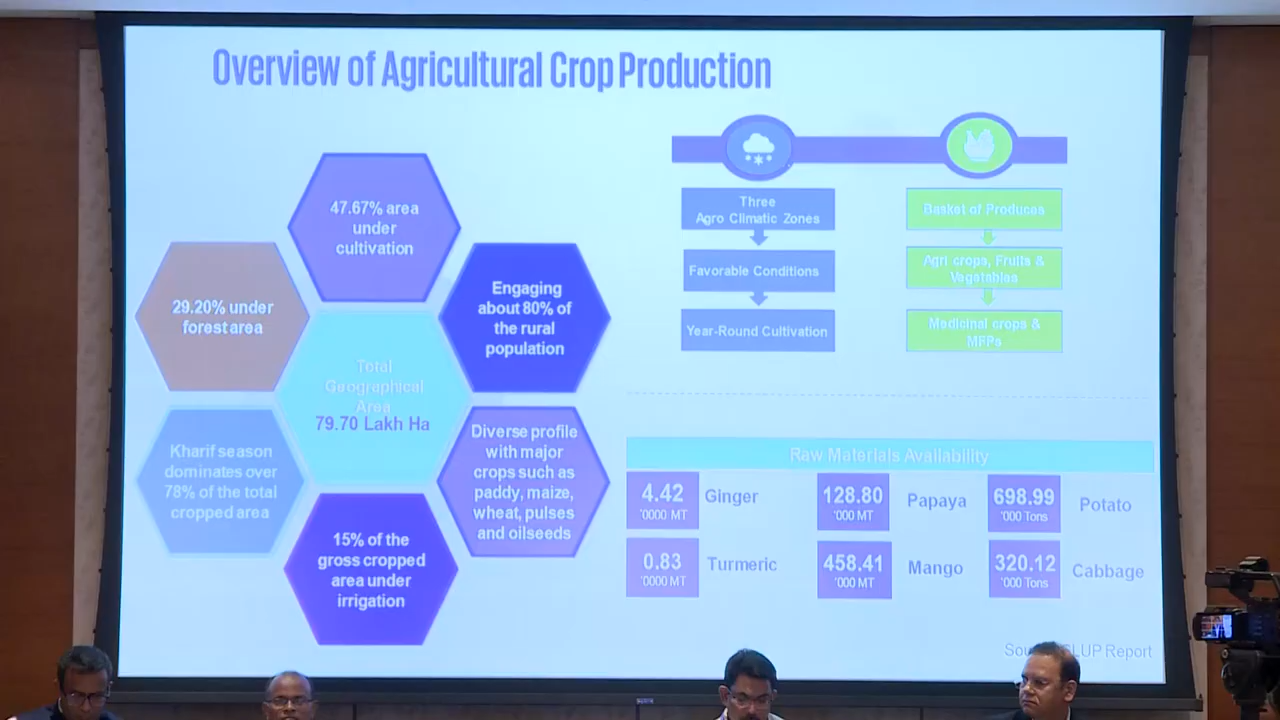 Overview of Agricultural Crop Production
47.67% area
under
cultivation
29.20% under
forest area
Engaging
about 80% of
the rural
population
Total
Geographical
Area
79.70 Lakh Ha
Kharif season
dominates over
78% of the total
cropped area
Diverse profile
with major
crops such as
paddy, maize,
wheat, pulses
and oilseeds
15% of the
gross cropped
area under
irrigation
Three
Agro Climatic Zones
Favorable Conditions
Year-Round Cultivation
Basket of Produces
Agri crops, Fruits &
Vegetables
Medicinal crops &
MFPs
Raw Materials Availability
4.42
'0000 MT
Ginger
128.80
'000 MT
Papaya
698.99
'000 Tons
Potato
0.83
'0000 MT
Turmeric
458.41
'000 MT
Mango
320.12
'000 Tons
Cabbage
Report